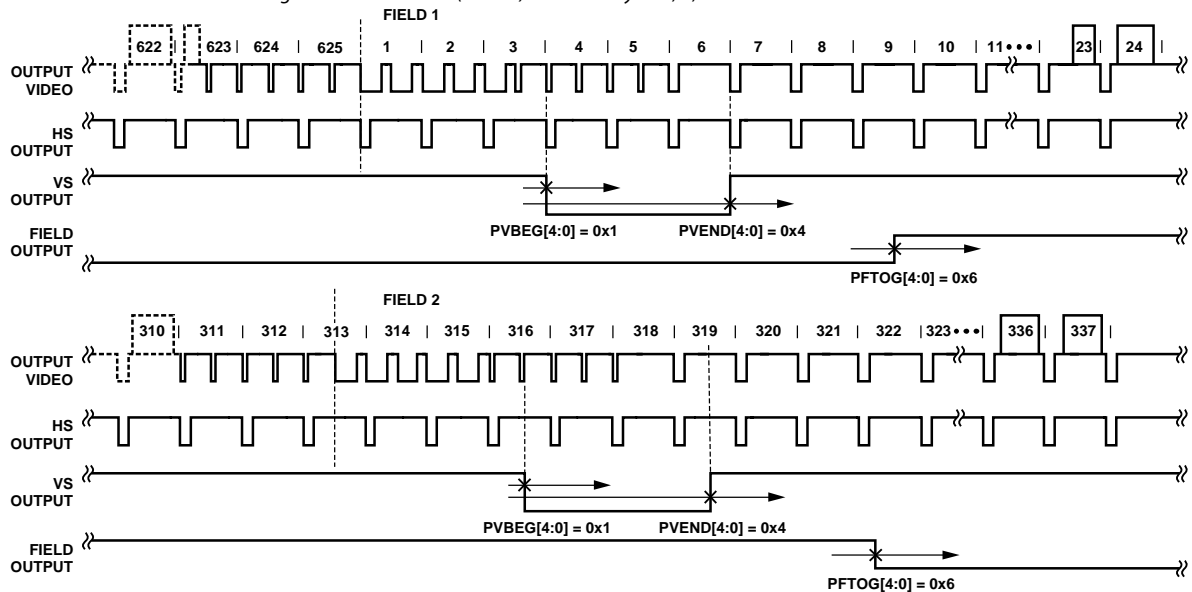 FIELD 1
622 | 623 | 624 | 625 1 | 2 | 3 | 4 | 5 | 6 | 7 | 8 | 9 | 10 | 11 ••• | 23 | 24 |
OUTPUT
VIDEO
HS
OUTPUT
VS
OUTPUT
PVBEG[4:0] = 0x1 PVEND[4:0] = 0x4
FIELD
OUTPUT
PFTOG[4:0] = 0x6
FIELD 2
310 | 311 | 312 | 313 | 314 | 315 | 316 | 317 | 318 | 319 | 320 | 321 | 322 | 323 ••• | 336 | 337 |
OUTPUT
VIDEO
HS
OUTPUT
VS
OUTPUT
PVBEG[4:0] = 0x1 PVEND[4:0] = 0x4
FIELD
OUTPUT
PFTOG[4:0] = 0x6